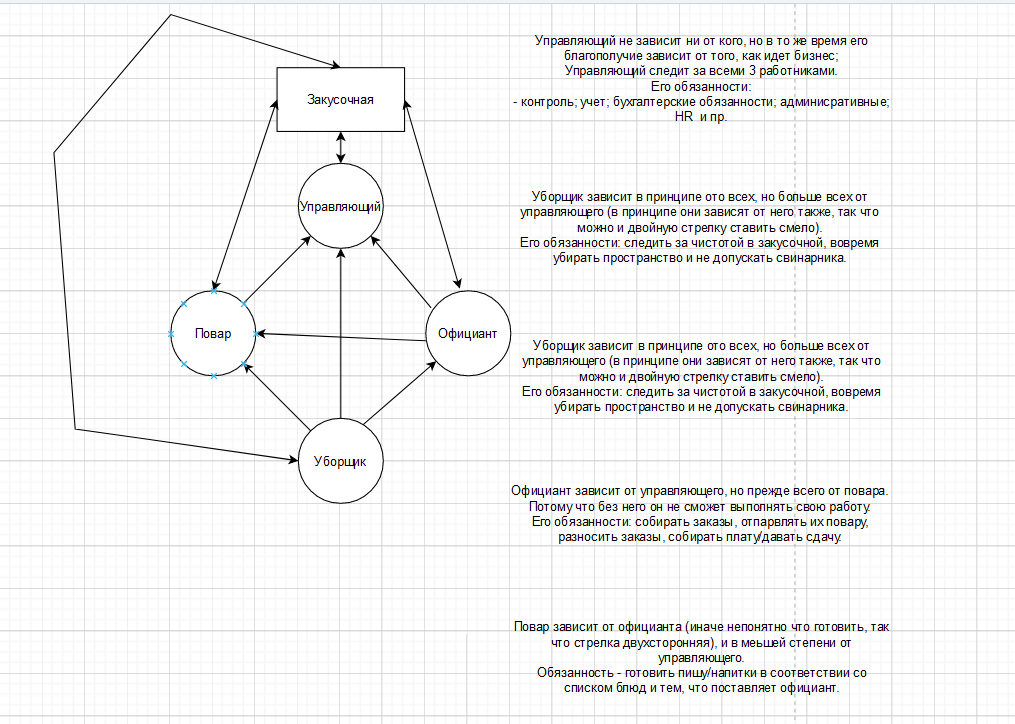 Управляющий не зависит ни от кого, но в то же время его
благополучие зависит от того, как идет бизнес;
Управляющий следит за всеми 3 работниками.
Его обязанности:
- контроль; учет; бухгалтерские обязанности; админисративные;
HR и пр.
Закусочная
Управляющий
Уборщик зависит в принципе ото всех, но больше всех от
управляющего (в принципе они зависят от него также, так что
можно и двойную стрелку ставить смело).
Его обязанности: следить за чистотой в закусочной, вовремя
убирать пространство и не допускать свинарника.
Повар
Официант
Уборщик зависит в принципе ото всех, но больше всех от
управляющего (в принципе они зависят от него также, так что
можно и двойную стрелку ставить смело).
Его обязанности: следить за чистотой в закусочной, вовремя
убирать пространство и не допускать свинарника.
Уборщик
Официант зависит от управляющего, но прежде всего от повара.
Потому что без него он не сможет выполнять свою работу.
Его обязанности: собирать заказы, отпарвлять их повару,
разносить заказы, собирать плату/давать сдачу.
Повар зависит от официанта (иначе непонятно что готовить, так
что стрелка двухсторонняя), и в меьшей степени от
управляющего.
Обязанность - готовить пищу/напитки в соответствии со
списком блюд и тем, что поставляет официант.